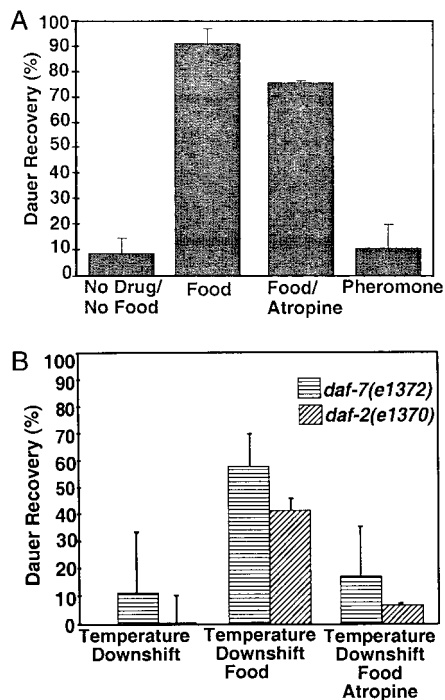 A
Dauer Recovery (%)
100
90
80
70
60
50
40
30
20
10
0
No Drug/
No Food
Food
Food/
Atropine
Pheromone
B
Dauer Recovery (%)
100
90
80
70
60
50
40
30
20
10
0
daf-7(e1372)
daf-2(e1370)
Temperature
Downshift
Temperature
Downshift
Food
Temperature
Downshift
Food
Atropine